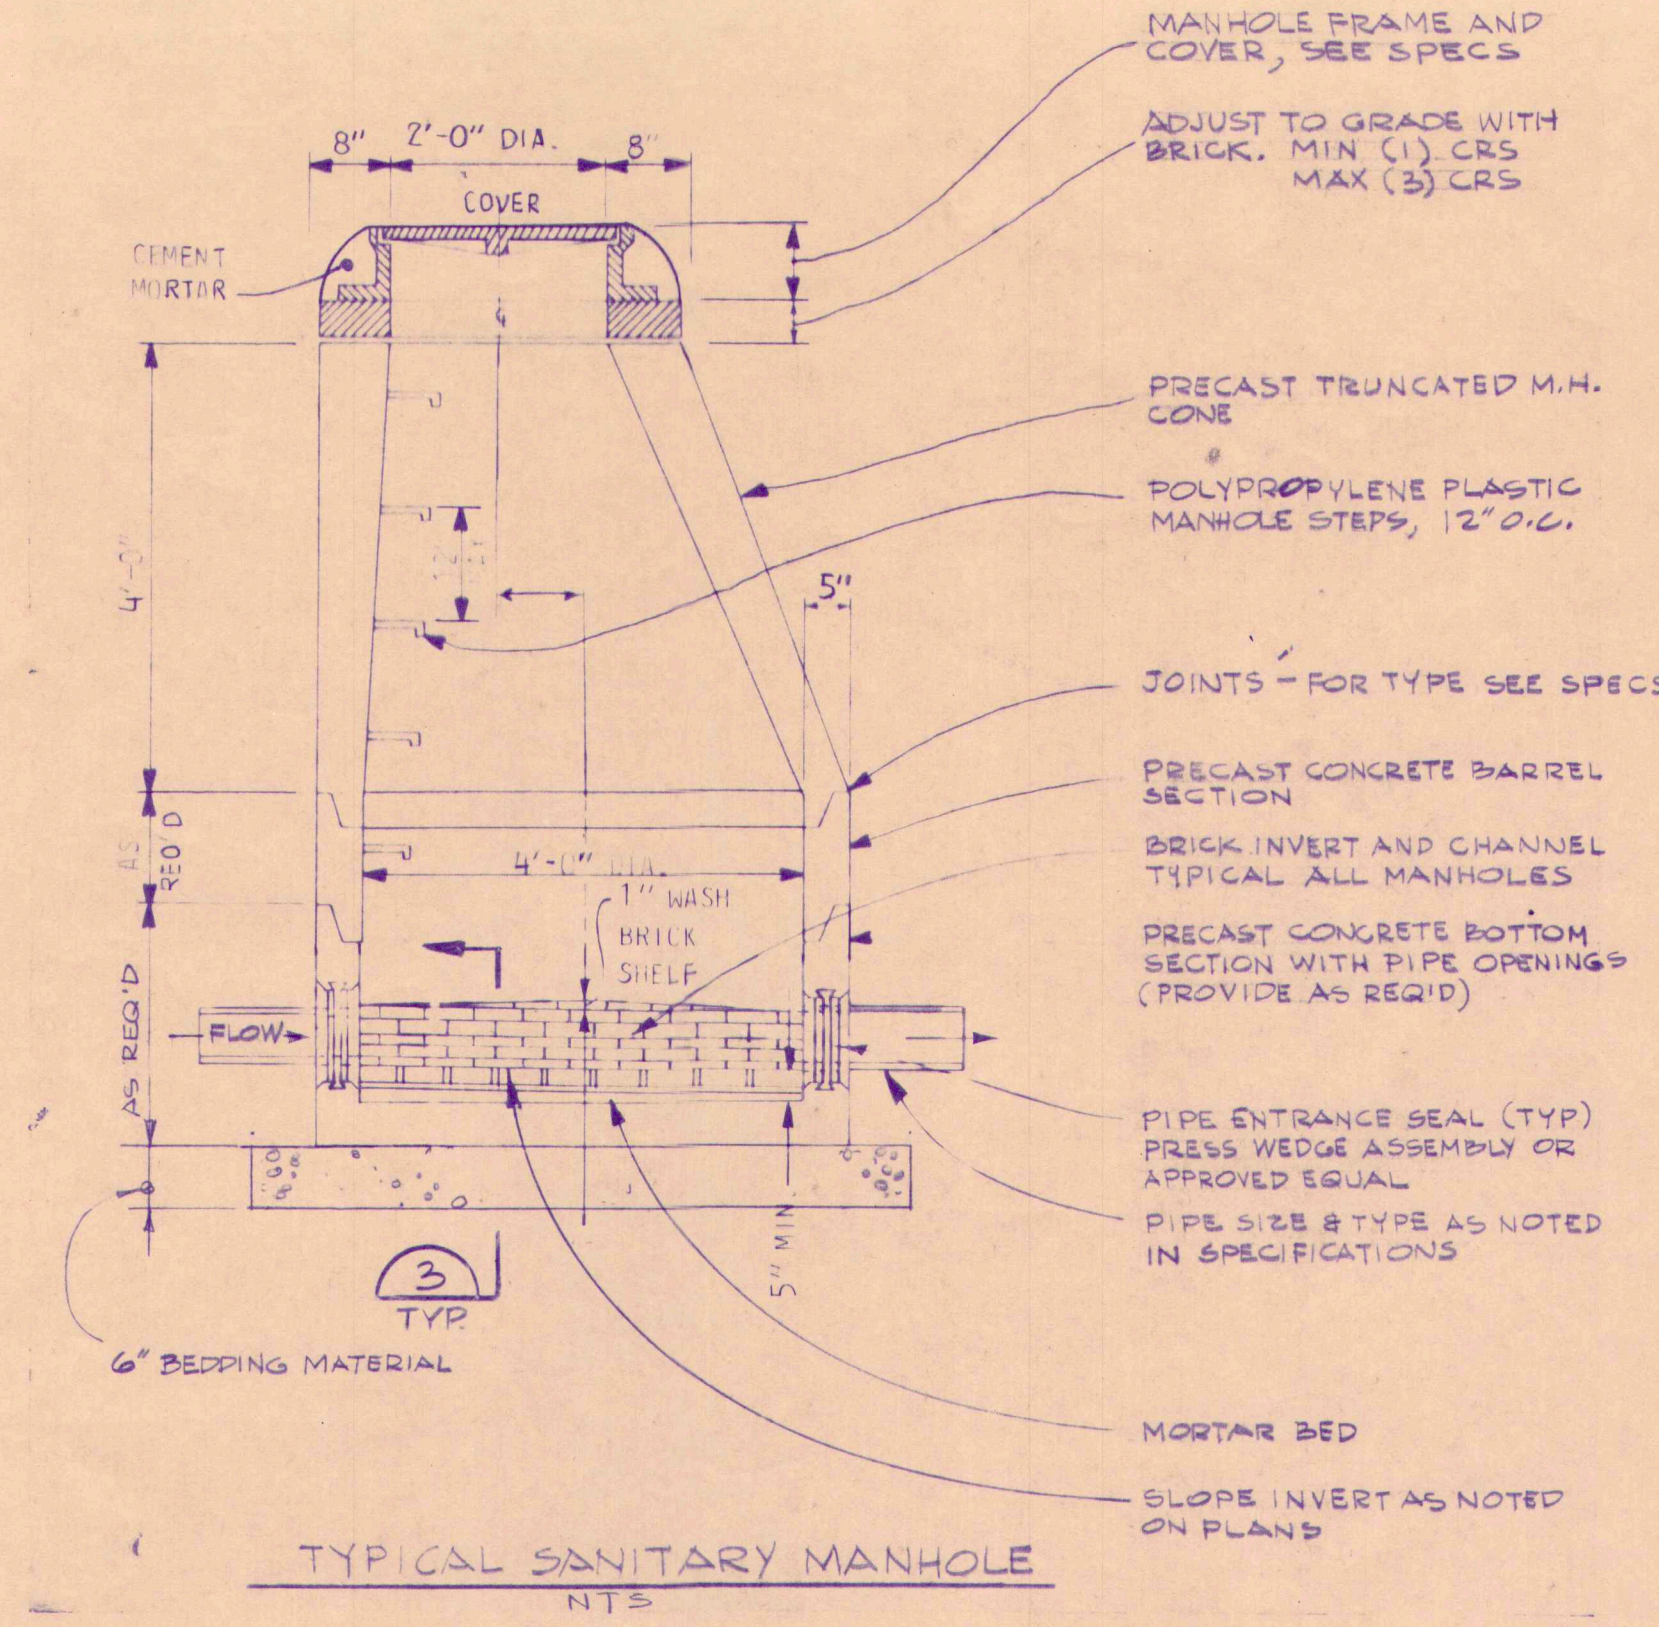 MANHOLE FRAME AND
COVER, SEE SPECS
ADJUST TO GRADE WITH
BRICK. MIN (1) CRS
MAX (3) CRS
8" 2'-0" DIA. 8"
COVER
CEMENT
MORTAR
PRECAST TRUNCATED M.H.
CONE
POLYPROPYLENE PLASTIC
MANHOLE STEPS, 12" O.C.
4'-0"
12
5"
JOINTS - FOR TYPE SEE SPECS
PRECAST CONCRETE BARREL
SECTION
AS
REQ'D
4'-0" DIA.
BRICK INVERT AND CHANNEL
TYPICAL ALL MANHOLES
1" WASH
BRICK
SHELF
PRECAST CONCRETE BOTTOM
SECTION WITH PIPE OPENINGS
(PROVIDE AS REQ'D)
AS REQ'D
FLOW
PIPE ENTRANCE SEAL (TYP)
PRESS WEDGE ASSEMBLY OR
APPROVED EQUAL
PIPE SIZE & TYPE AS NOTED
IN SPECIFICATIONS
5" MIN.
3
TYP.
6" BEDDING MATERIAL
MORTAR BED
SLOPE INVERT AS NOTED
ON PLANS
TYPICAL SANITARY MANHOLE
NTS